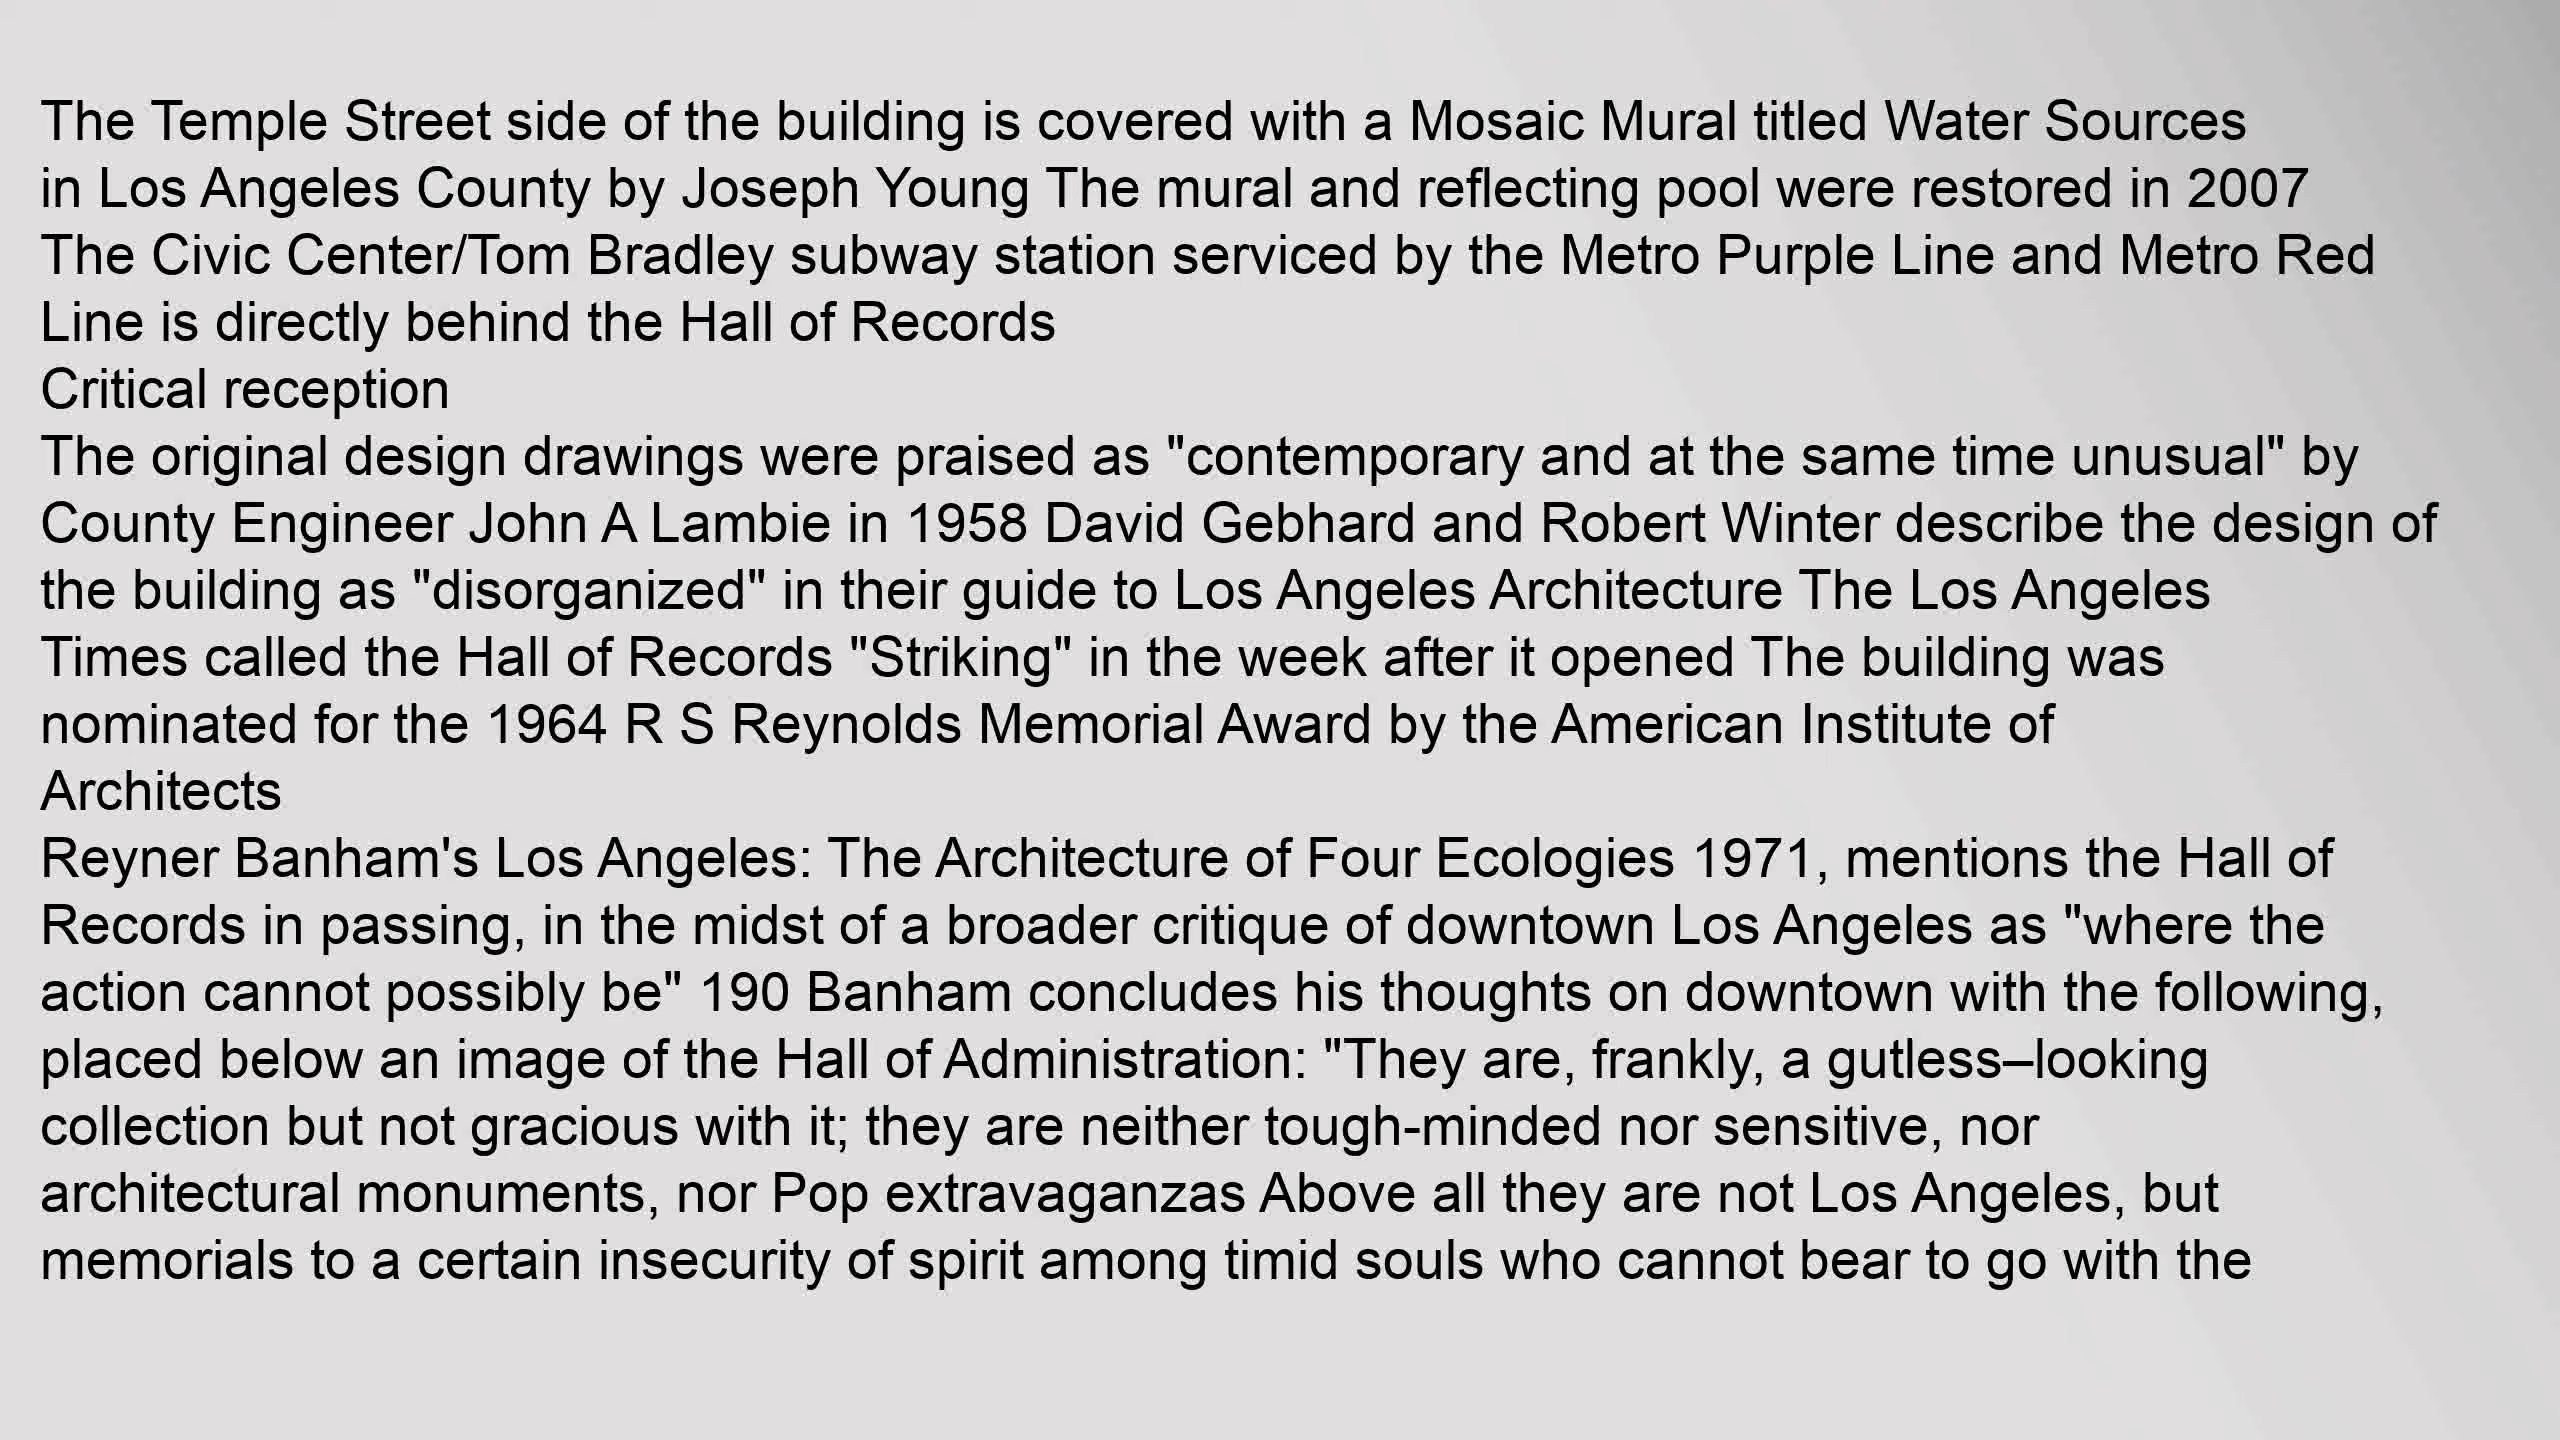 The Temple Street side of the building is covered with a Mosaic Mural titled Water Sources
in Los Angeles County by Joseph Young The mural and reflecting pool were restored in 2007
The Civic Center/Tom Bradley subway station serviced by the Metro Purple Line and Metro Red
Line is directly behind the Hall of Records
Critical reception
The original design drawings were praised as "contemporary and at the same time unusual" by
County Engineer John A Lambie in 1958 David Gebhard and Robert Winter describe the design of
the building as "disorganized" in their guide to Los Angeles Architecture The Los Angeles
Times called the Hall of Records "Striking" in the week after it opened The building was
nominated for the 1964 R S Reynolds Memorial Award by the American Institute of
Architects
Reyner Banham's Los Angeles: The Architecture of Four Ecologies 1971, mentions the Hall of
Records in passing, in the midst of a broader critique of downtown Los Angeles as "where the
action cannot possibly be" 190 Banham concludes his thoughts on downtown with the following,
placed below an image of the Hall of Administration: "They are, frankly, a gutless–looking
collection but not gracious with it; they are neither tough-minded nor sensitive, nor
architectural monuments, nor Pop extravaganzas Above all they are not Los Angeles, but
memorials to a certain insecurity of spirit among timid souls who cannot bear to go with the